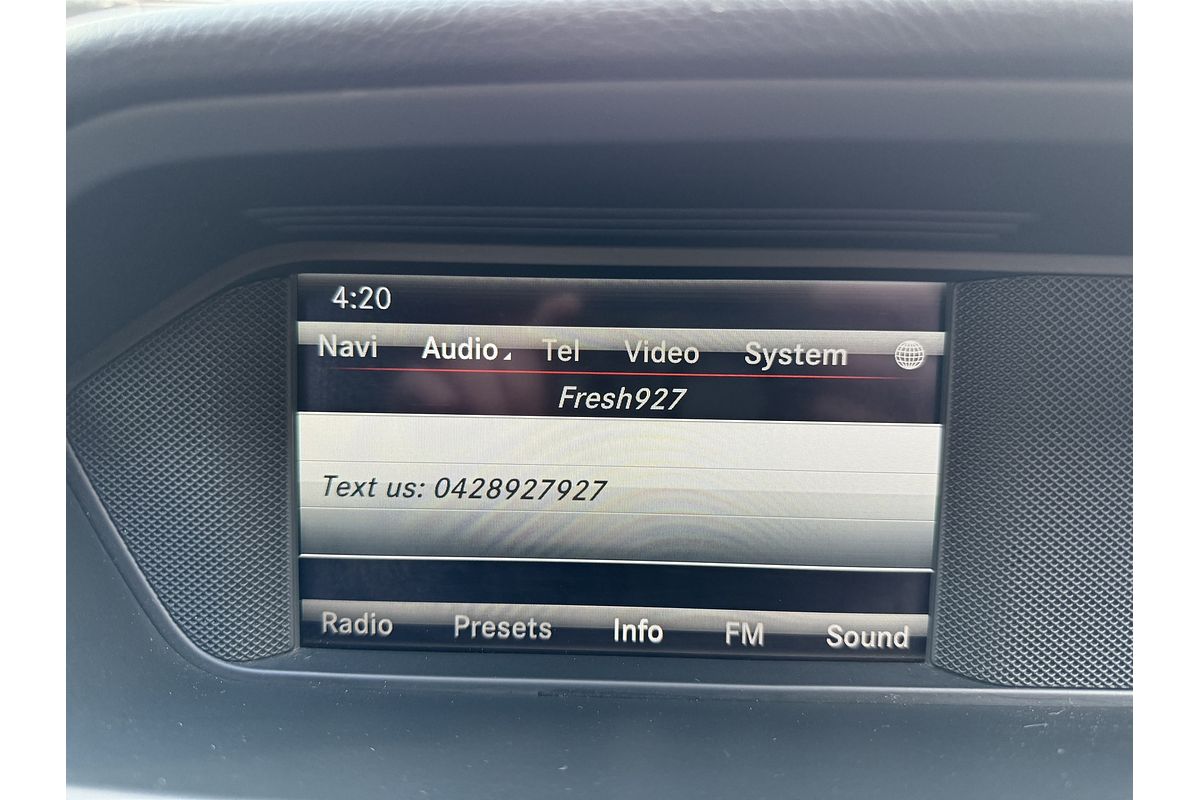 4:20
Navi Audio Tel Video System
Fresh927
Text us: 0428927927
Radio Presets Info FM Sound